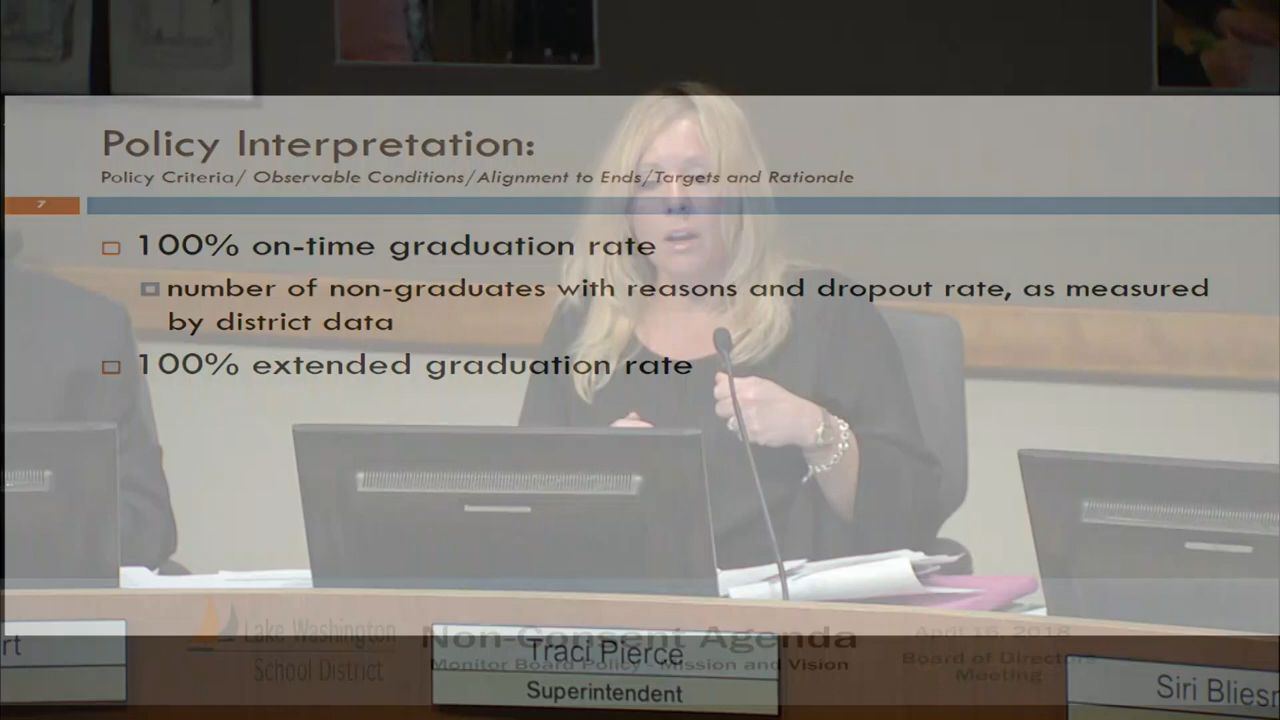 Policy Interpretation:
Policy Criteria/ Observable Conditions/Alignment to Ends/Targets and Rationale
7
100% on-time graduation rate
number of non-graduates with reasons and dropout rate, as measured
by district data
100% extended graduation rate
Lake Washington
School District
Non-Consent Agenda
Monitor Board Policy - Mission and Vision
April 16, 2018
Board of Directors
Meeting
rt
Traci Pierce
Superintendent
Siri Bliesn